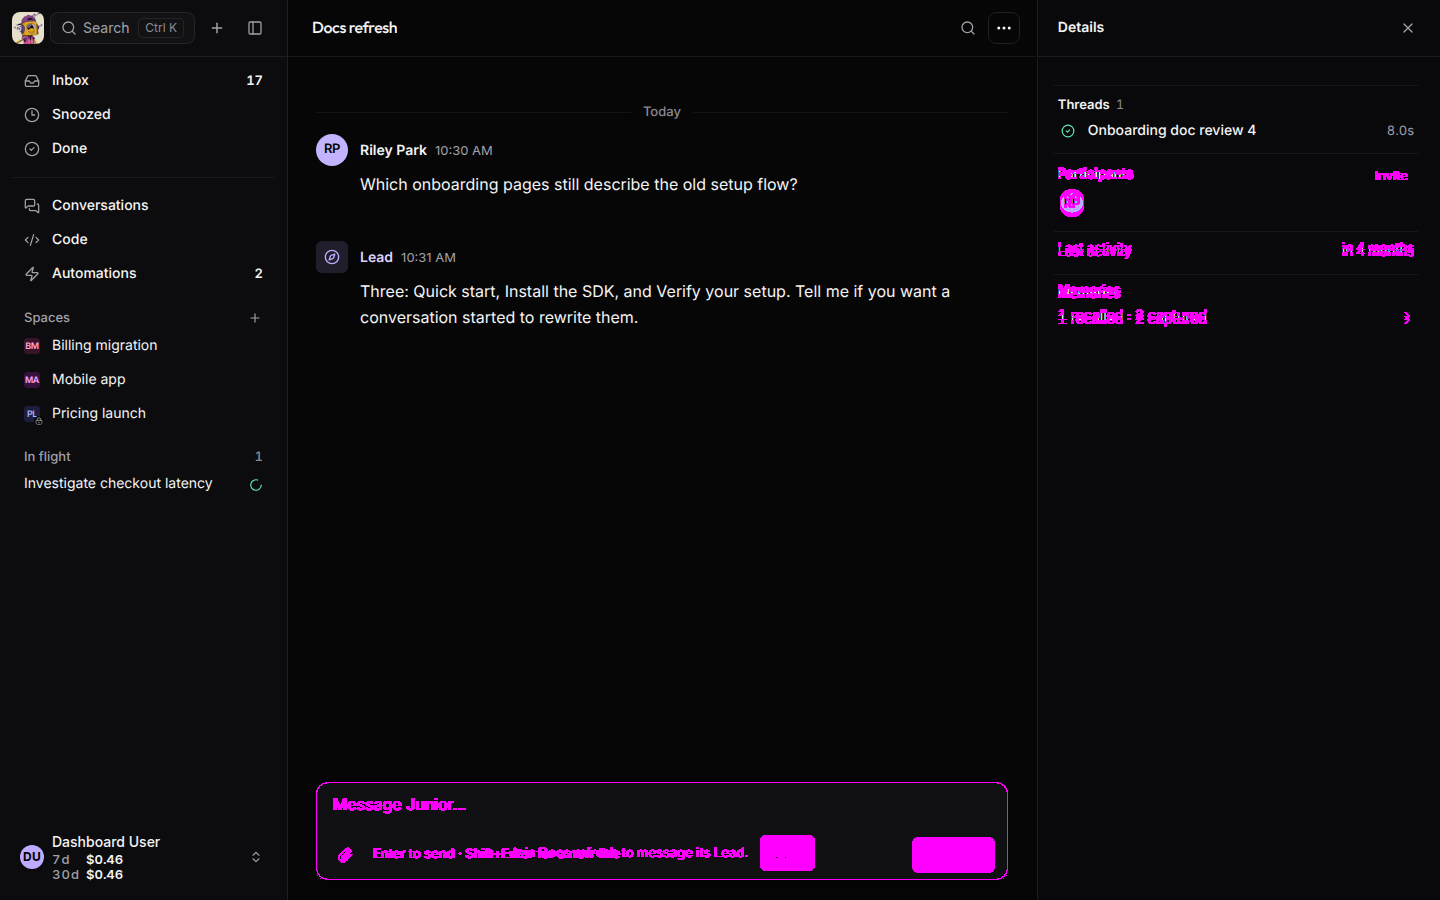 Search Ctrl K
Inbox 17
Snoozed
Done
Conversations
Code
Automations 2
Spaces
BM Billing migration
MA Mobile app
PL Pricing launch
In flight 1
Investigate checkout latency
DU Dashboard User
7d $0.46
30d $0.46
Docs refresh
Today
RP Riley Park 10:30 AM
Which onboarding pages still describe the old setup flow?
Lead 10:31 AM
Three: Quick start, Install the SDK, and Verify your setup. Tell me if you want a
conversation started to rewrite them.
Message Junior...
Enter to send · to message its Lead.
Details
Threads 1
Onboarding doc review 4 8.0s
Participants Invite
Last activity in 4 months
Memories
1 recalled · captured